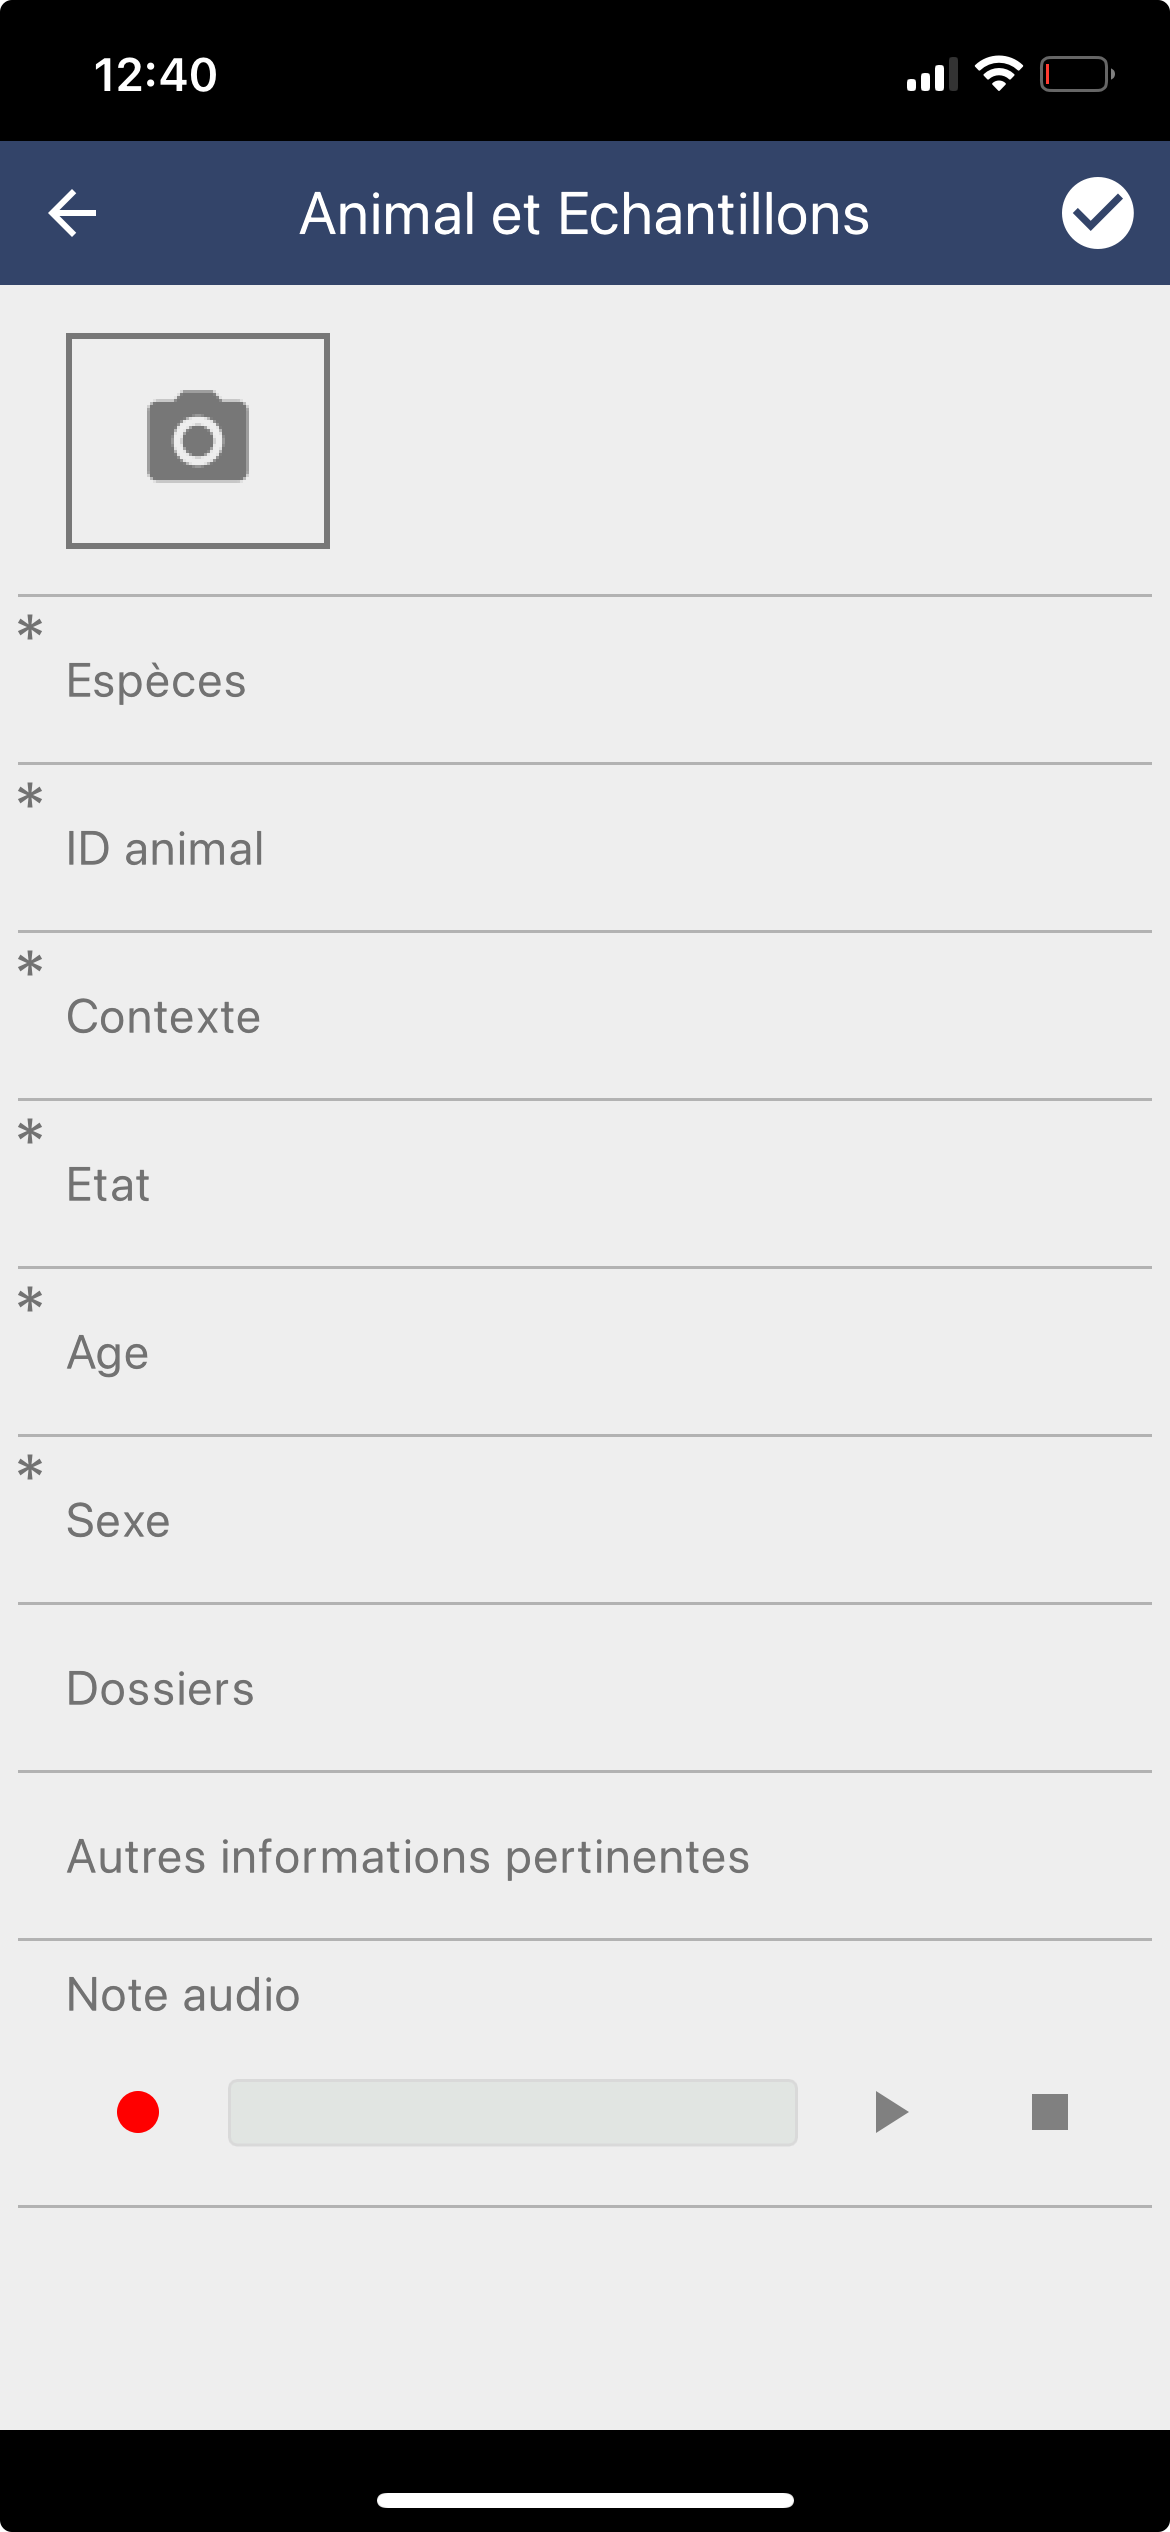 12:40
Animal et Echantillons
*
Espèces
*
ID animal
*
Contexte
*
Etat
*
Age
*
Sexe
Dossiers
Autres informations pertinentes
Note audio